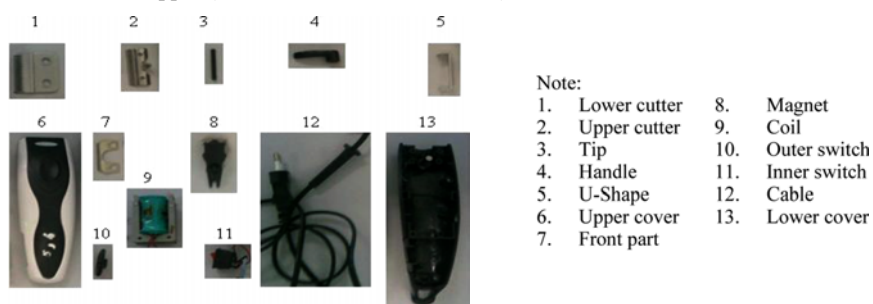 1 2 3 4 5
6 7 8 12 13
9
10 11
Note:
1. Lower cutter 8. Magnet
2. Upper cutter 9. Coil
3. Tip 10. Outer switch
4. Handle 11. Inner switch
5. U-Shape 12. Cable
6. Upper cover 13. Lower cover
7. Front part